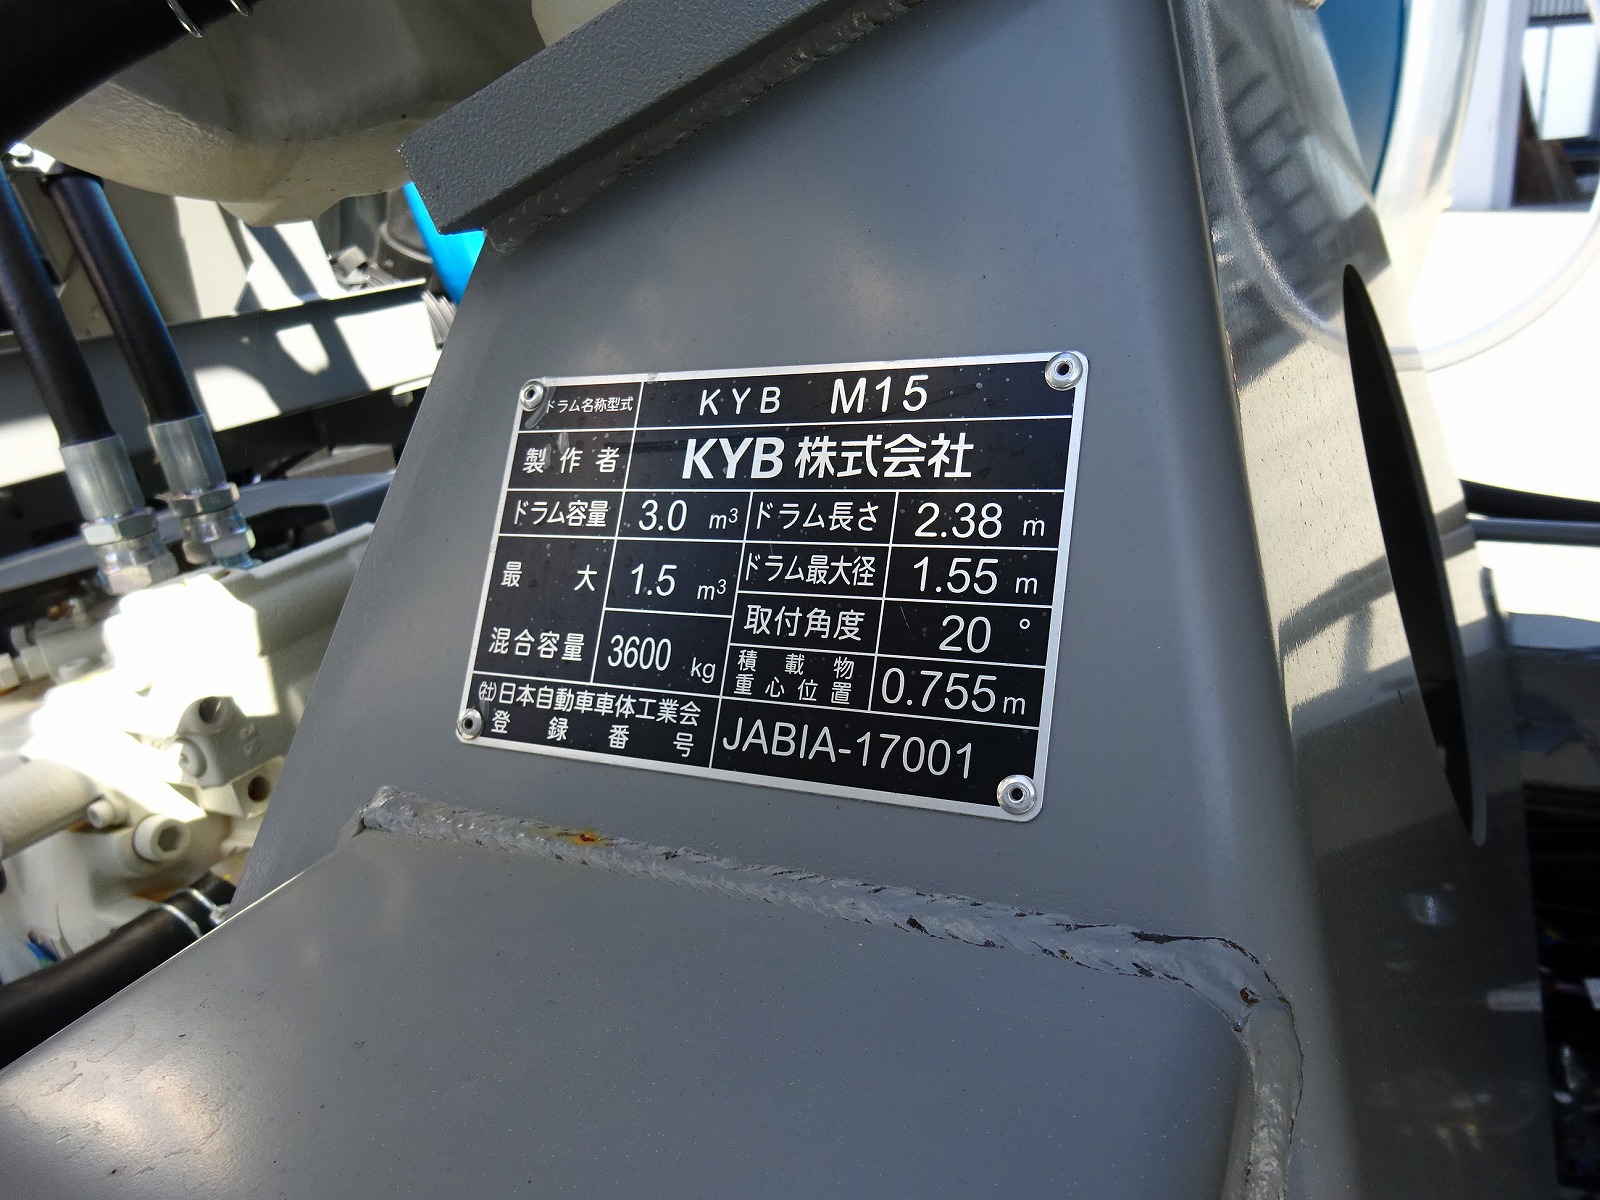 ドラム名称型式 KYB M15
製作者 KYB株式会社
ドラム容量 3.0 m³ ドラム長さ 2.38 m
最大混合容量 1.5 m³ ドラム最大径 1.55 m
3600 kg 取付角度 20°
積載物重心位置 0.755m
㈳日本自動車車体工業会
登録番号 JABIA-17001